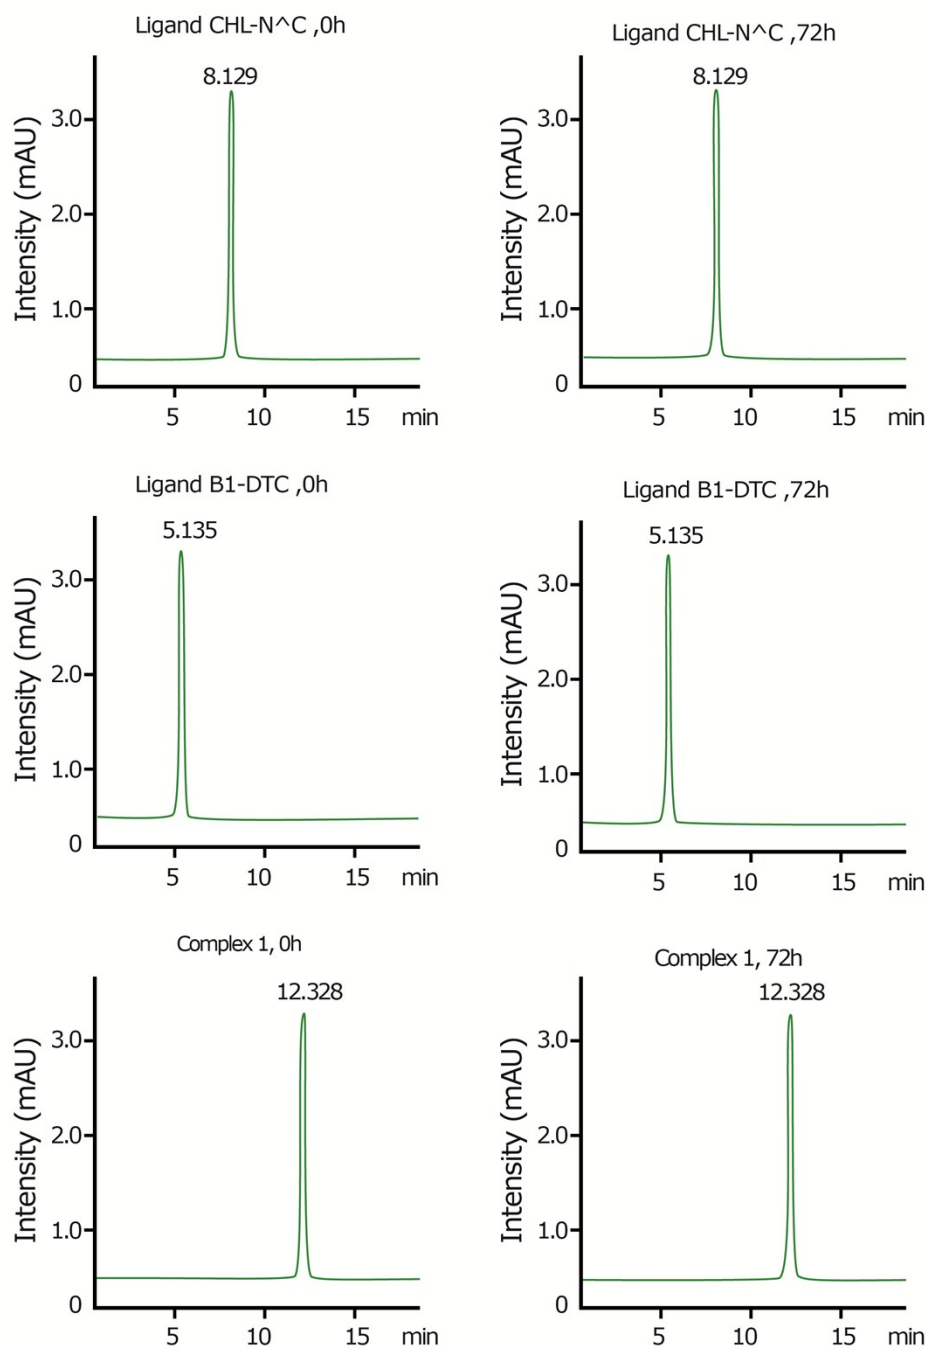 Ligand CHL-N^C ,0h
8.129
Intensity (mAU)
3.0
2.0
1.0
0
5
10
15
min
Ligand CHL-N^C ,72h
8.129
Intensity (mAU)
3.0
2.0
1.0
0
5
10
15
min
Ligand B1-DTC ,0h
5.135
Intensity (mAU)
3.0
2.0
1.0
0
5
10
15
min
Ligand B1-DTC ,72h
5.135
Intensity (mAU)
3.0
2.0
1.0
0
5
10
15
min
Complex 1, 0h
12.328
Intensity (mAU)
3.0
2.0
1.0
0
5
10
15
min
Complex 1, 72h
12.328
Intensity (mAU)
3.0
2.0
1.0
0
5
10
15
min